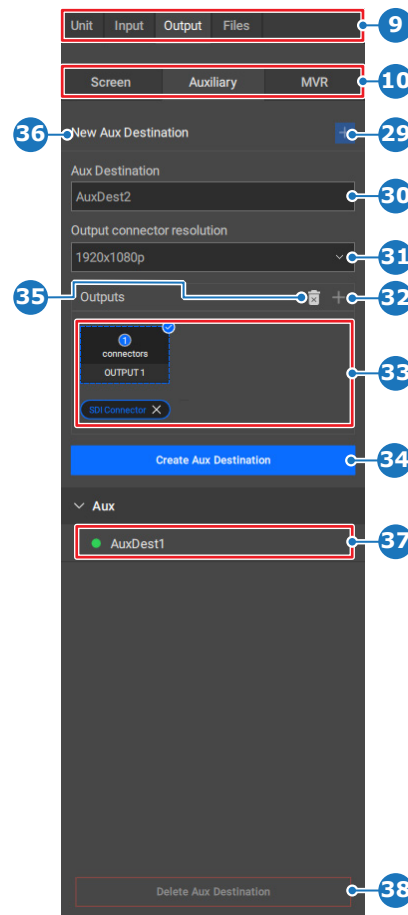 Unit Input Output Files 9
Screen Auxiliary MVR 10
36 New Aux Destination + 29
Aux Destination
AuxDest2 30
Output connector resolution
1920x1080p 31
35 Outputs + 32
1
connectors
OUTPUT 1
33
SDI Connector X
Create Aux Destination 34
Aux
AuxDest1 37
Delete Aux Destination 38